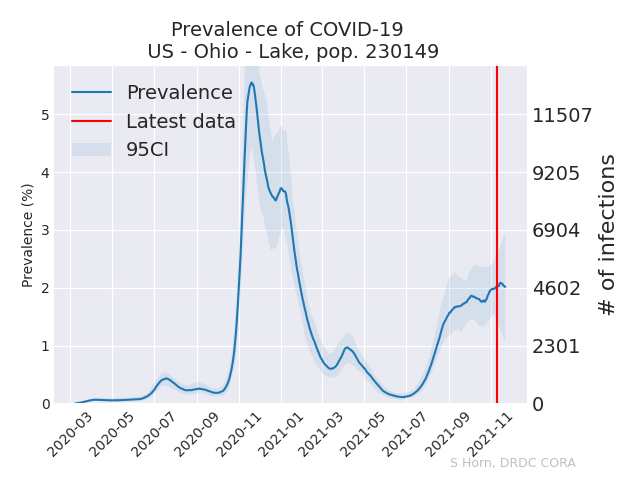 Prevalence of COVID-19
US - Ohio - Lake, pop. 230149
Prevalence
Latest data
95CI
Prevalence (%)
5
4
3
2
1
0
11507
9205
6904
4602
2301
0
# of infections
2020-03
2020-05
2020-07
2020-09
2020-11
2021-01
2021-03
2021-05
2021-07
2021-09
2021-11
S Horn, DRDC CORA